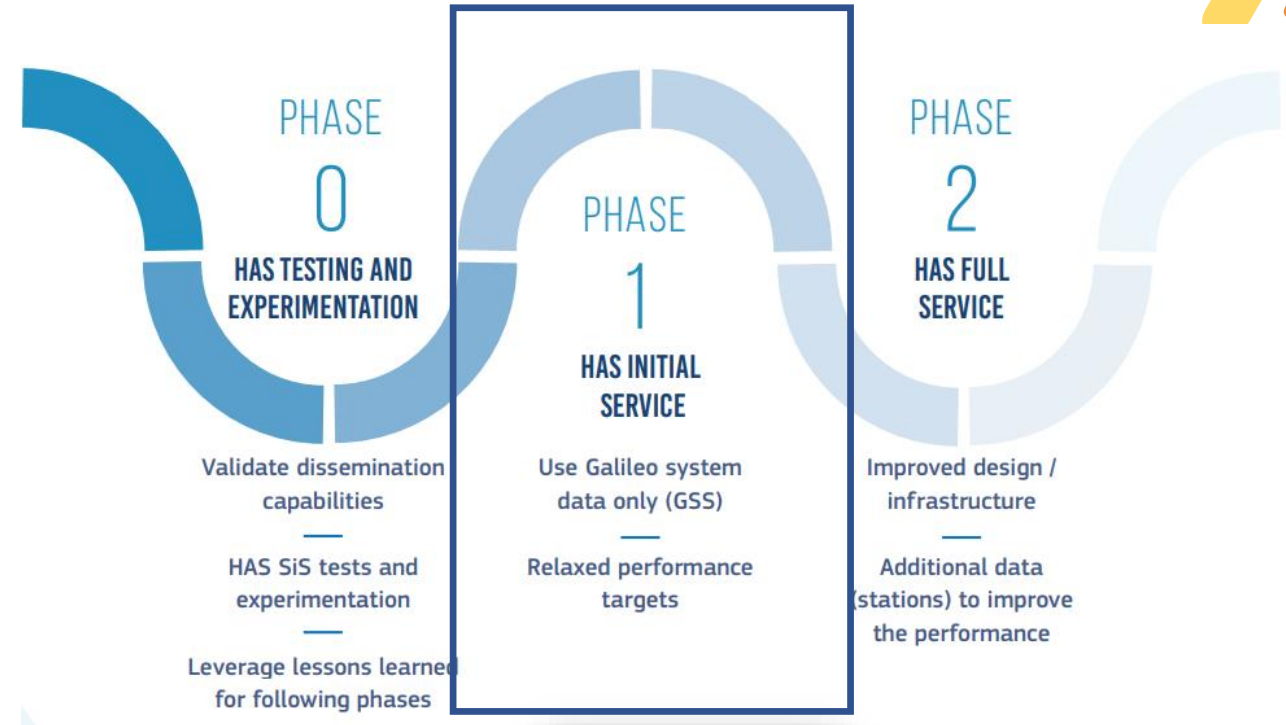 PHASE
0
HAS TESTING AND
EXPERIMENTATION
Validate dissemination
capabilities
HAS SiS tests and
experimentation
Leverage lessons learned
for following phases
PHASE
1
HAS INITIAL
SERVICE
Use Galileo system
data only (GSS)
Relaxed performance
targets
PHASE
2
HAS FULL
SERVICE
Improved design /
infrastructure
Additional data
(stations) to improve
the performance